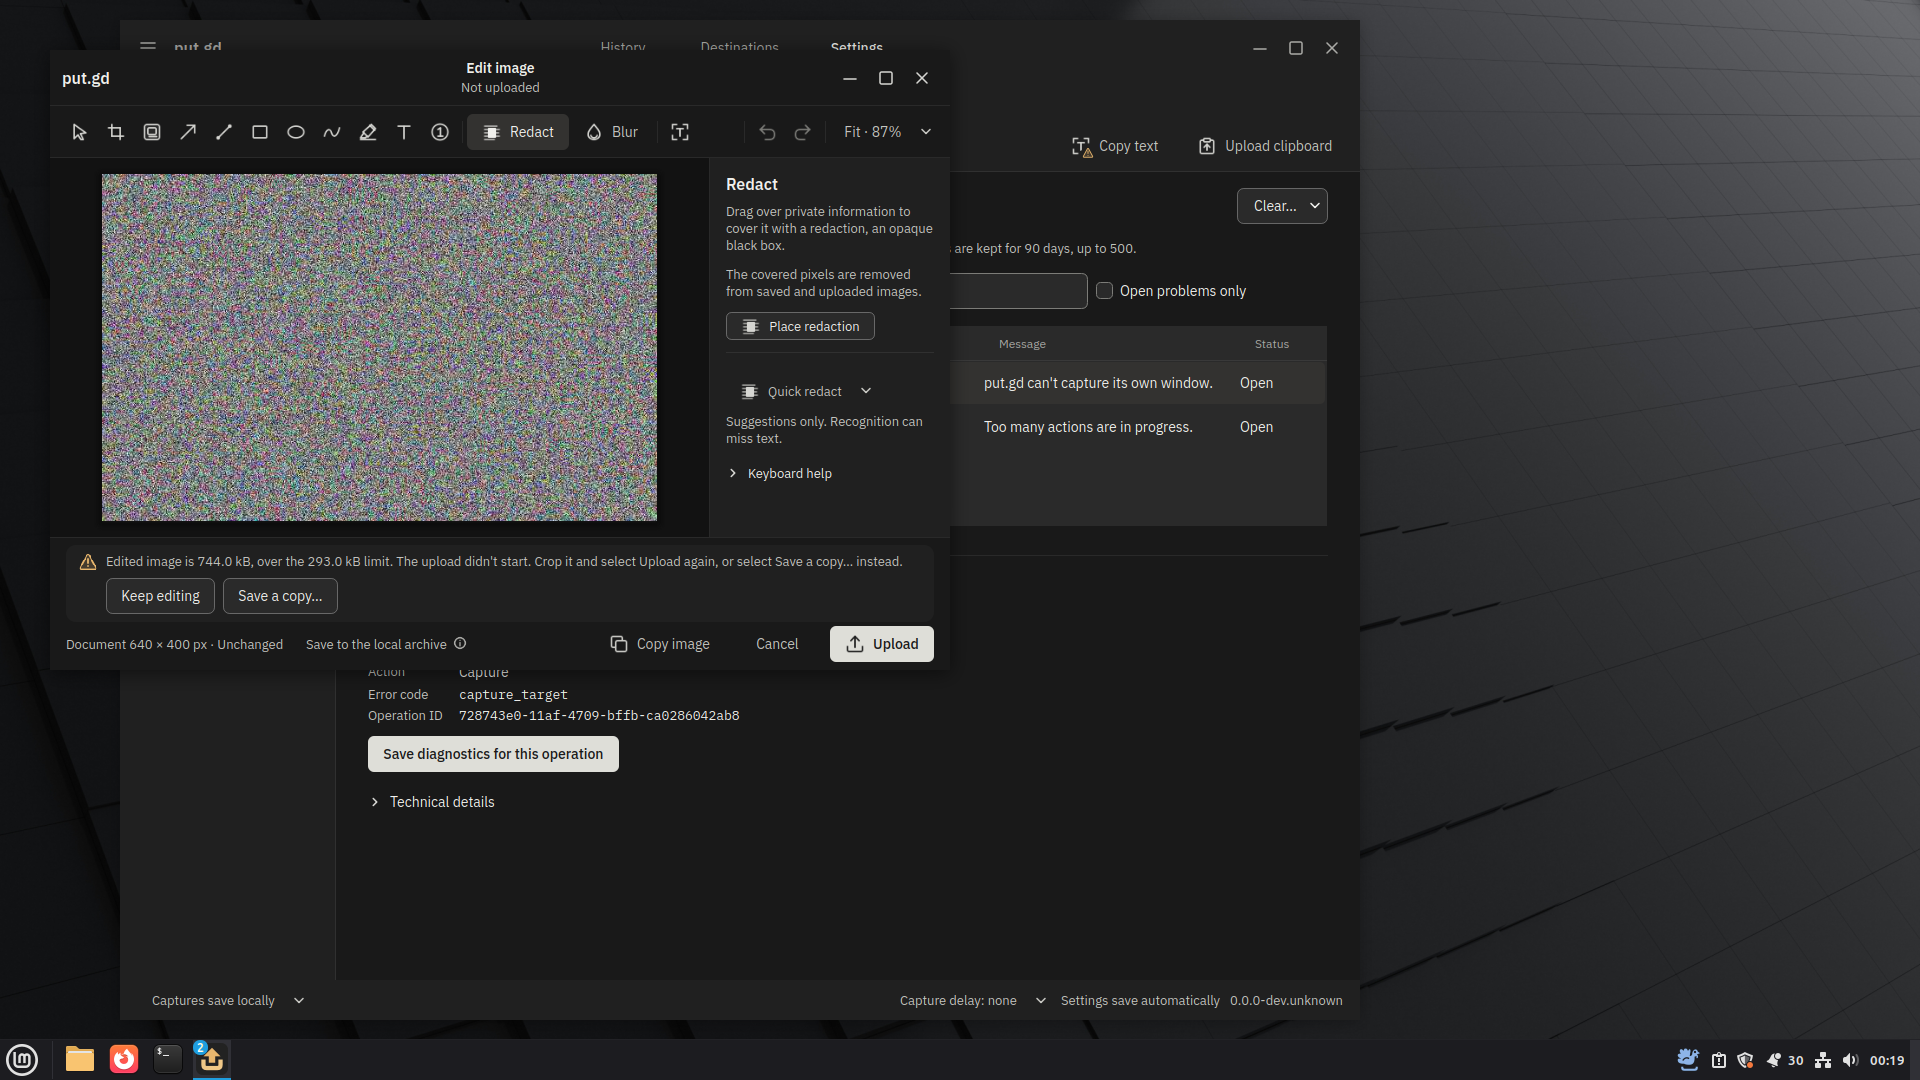 put.gd
History
Destinations
Settings
put.gd
Edit image
Not uploaded
1
Redact
Blur
Fit · 87%
Copy text
Upload clipboard
Redact
Drag over private information to
cover it with a redaction, an opaque
black box.
The covered pixels are removed
from saved and uploaded images.
Place redaction
Quick redact
Suggestions only. Recognition can
miss text.
Keyboard help
Clear...
are kept for 90 days, up to 500.
Open problems only
Message
Status
put.gd can't capture its own window.
Open
Too many actions are in progress.
Open
Edited image is 744.0 kB, over the 293.0 kB limit. The upload didn't start. Crop it and select Upload again, or select Save a copy... instead.
Keep editing
Save a copy...
Document 640 × 400 px · Unchanged
Save to the local archive
Copy image
Cancel
Upload
Action
Capture
Error code
capture_target
Operation ID
728743e0-11af-4709-bffb-ca0286042ab8
Save diagnostics for this operation
Technical details
Captures save locally
Capture delay: none
Settings save automatically
0.0.0-dev.unknown
2
30
00:19